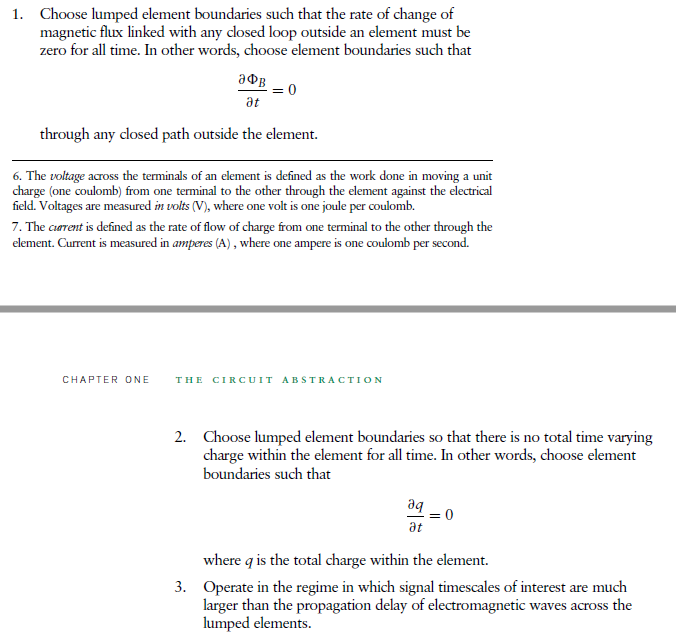 1. Choose lumped element boundaries such that the rate of change of
magnetic flux linked with any closed loop outside an element must be
zero for all time. In other words, choose element boundaries such that
∂ΦB
∂t
= 0
through any closed path outside the element.
6. The voltage across the terminals of an element is defined as the work done in moving a unit
charge (one coulomb) from one terminal to the other through the element against the electrical
field. Voltages are measured in volts (V), where one volt is one joule per coulomb.
7. The current is defined as the rate of flow of charge from one terminal to the other through the
element. Current is measured in amperes (A) , where one ampere is one coulomb per second.
CHAPTER ONE THE CIRCUIT ABSTRACTION
2. Choose lumped element boundaries so that there is no total time varying
charge within the element for all time. In other words, choose element
boundaries such that
∂q
∂t
= 0
where q is the total charge within the element.
3. Operate in the regime in which signal timescales of interest are much
larger than the propagation delay of electromagnetic waves across the
lumped elements.